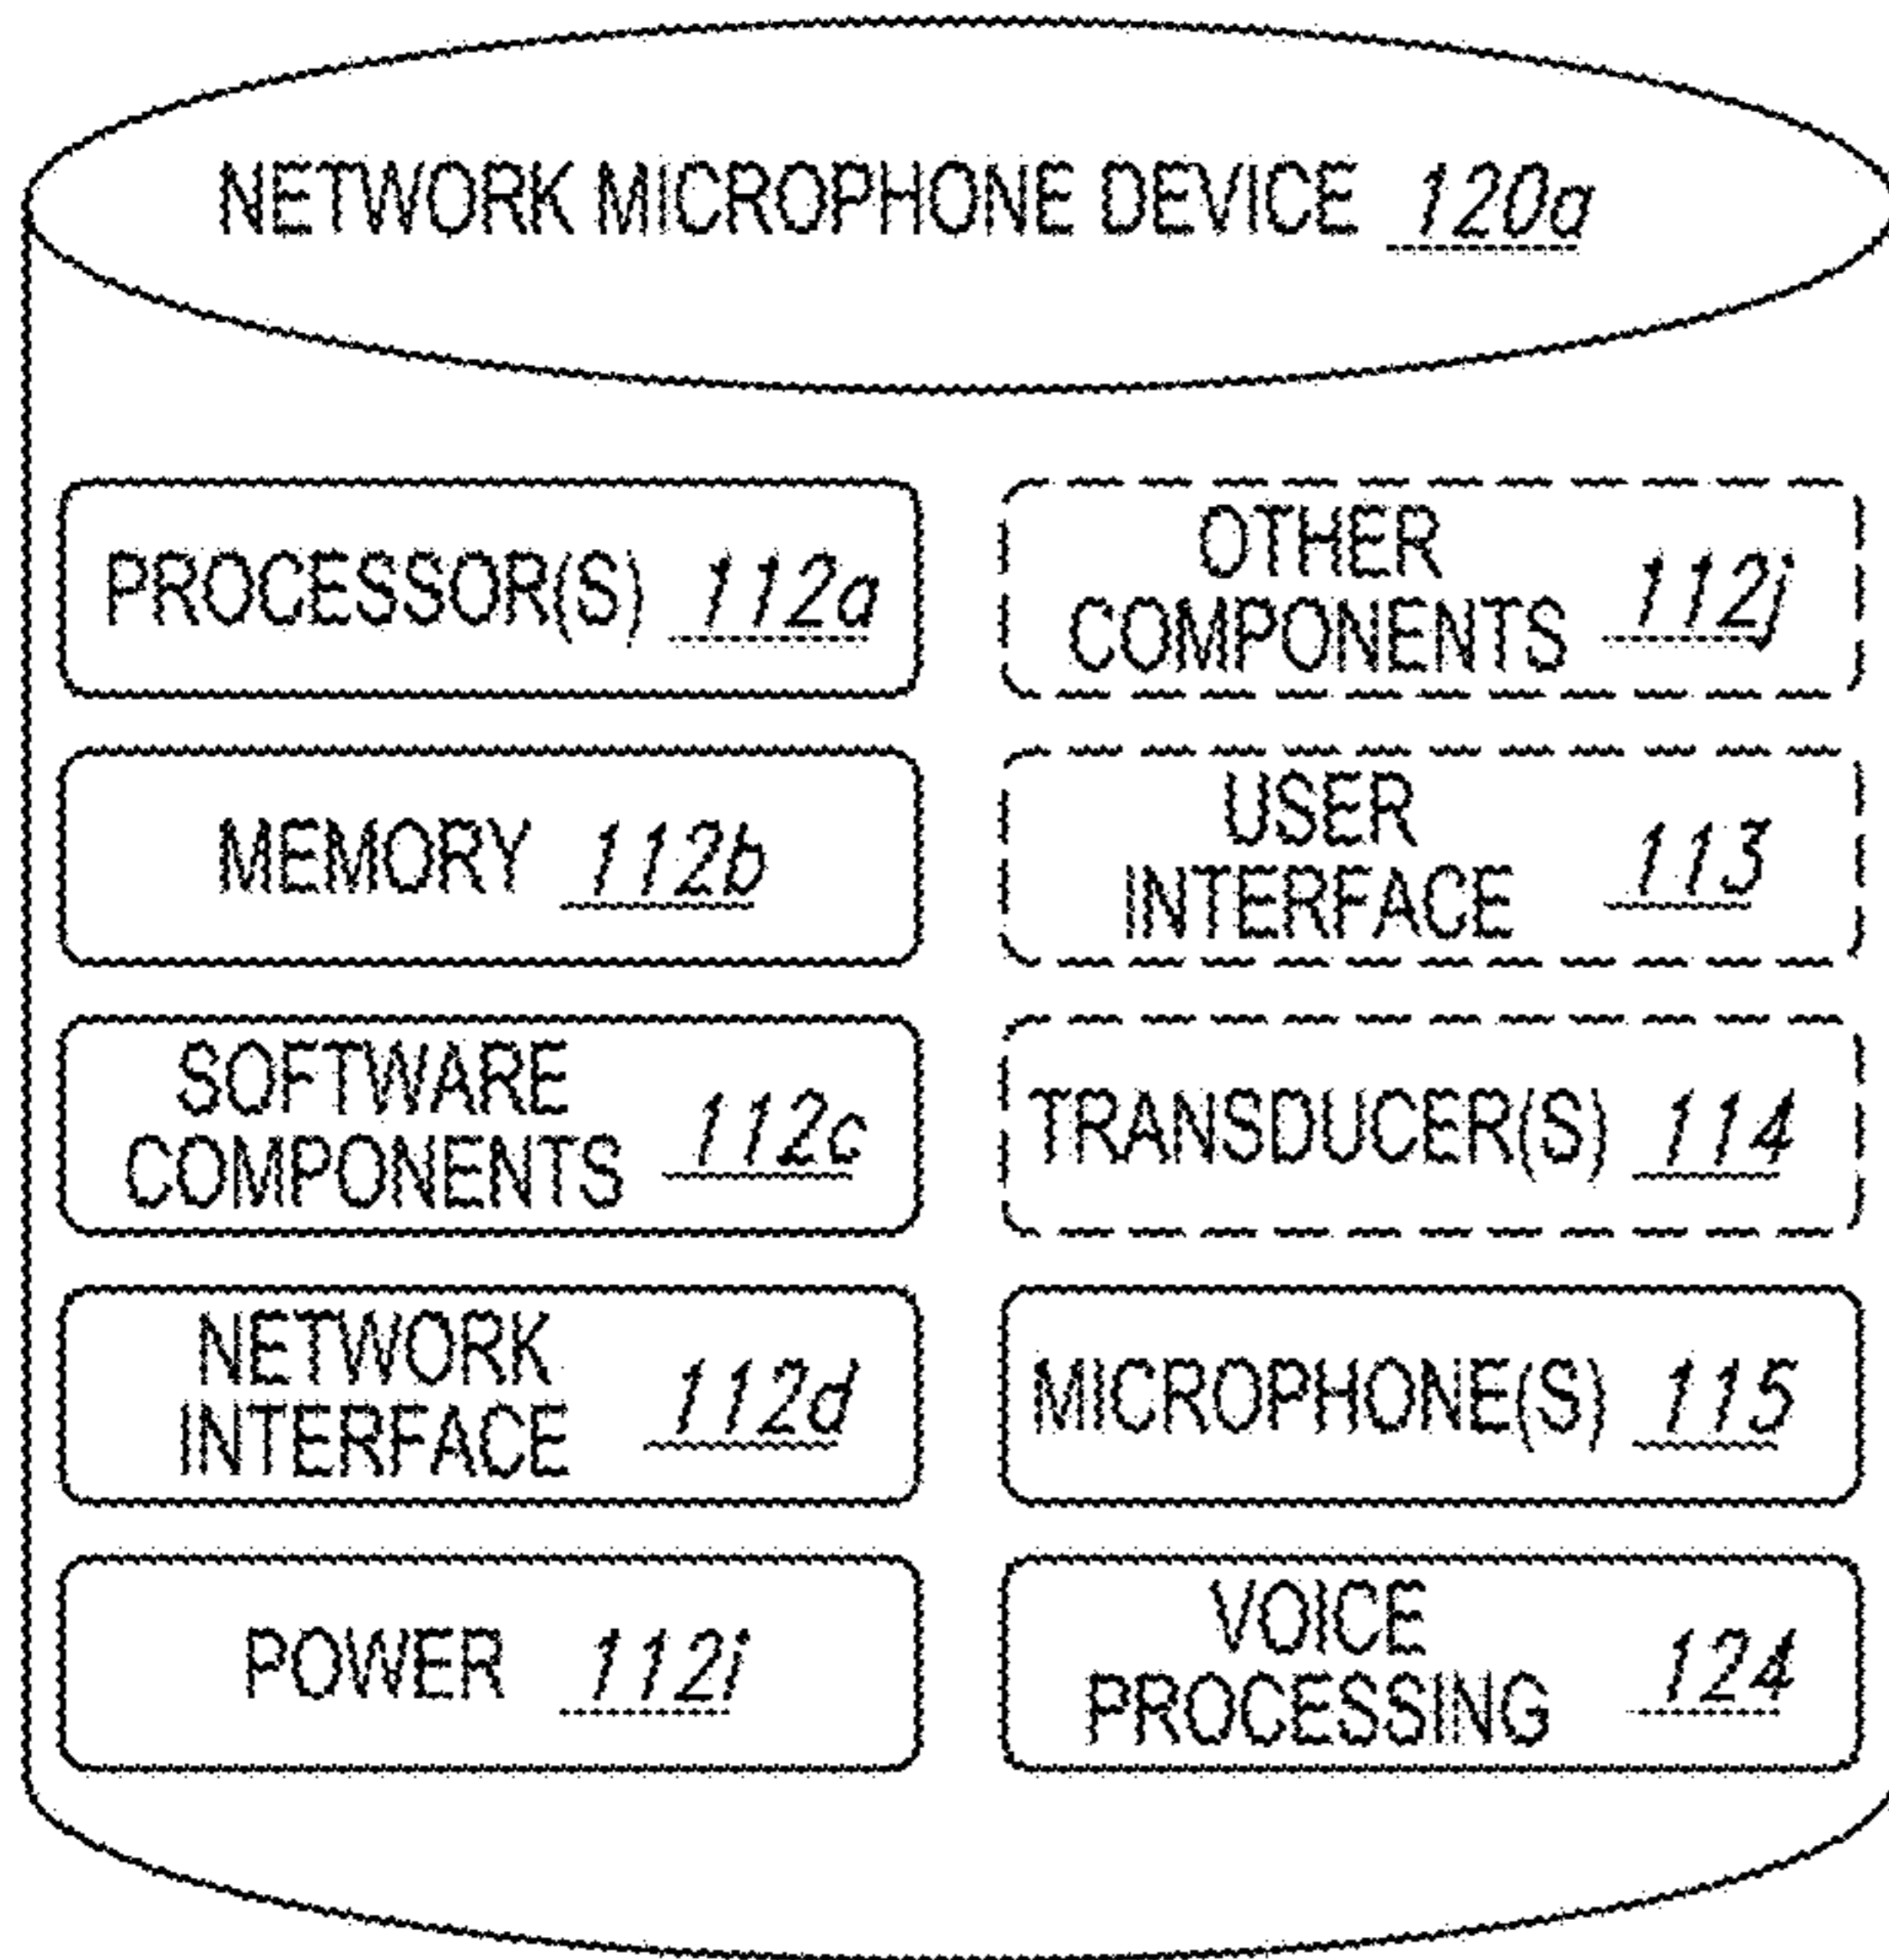 NETWORK MICROPHONE DEVICE 120a
PROCESSOR(S) 112a
MEMORY 112b
SOFTWARE
COMPONENTS 112c
NETWORK
INTERFACE 112d
POWER 112i
OTHER
COMPONENTS 112j
USER
INTERFACE 113
TRANSDUCER(S) 114
MICROPHONE(S) 115
VOICE
PROCESSING 124